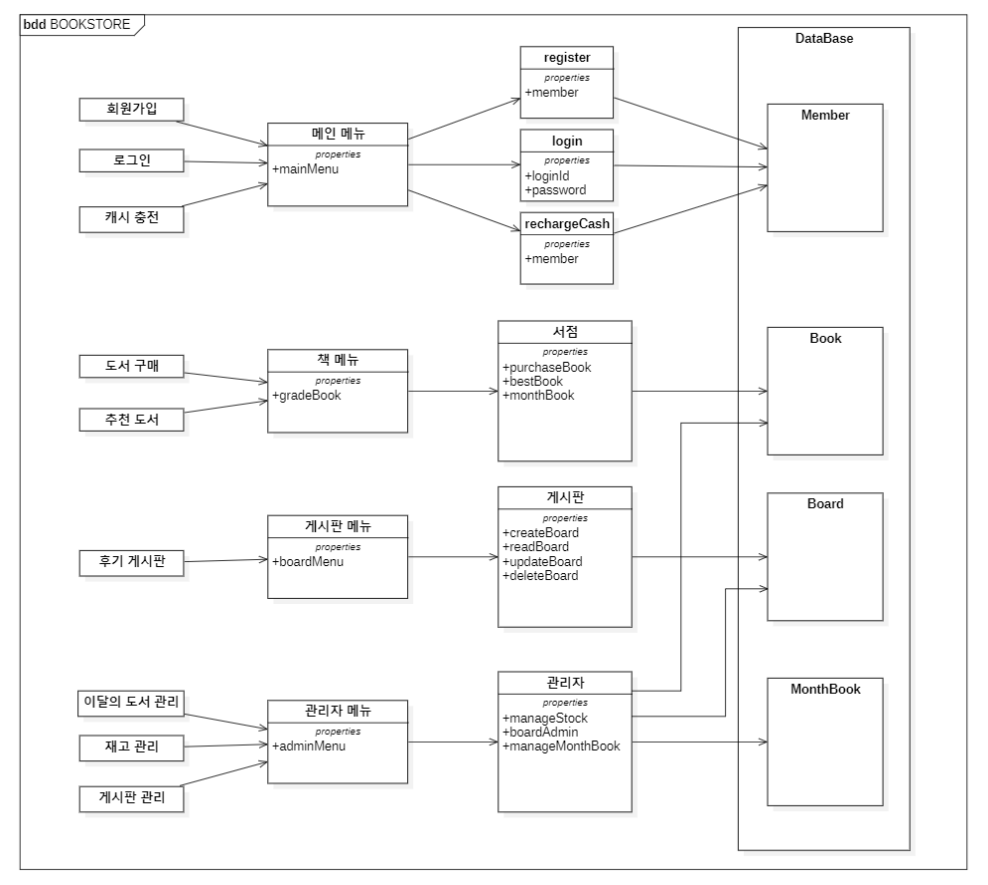 bdd BOOKSTORE
회원가입
로그인
캐시 충전
메인 메뉴
properties
+mainMenu
register
properties
+member
login
properties
+loginId
+password
rechargeCash
properties
+member
DataBase
Member
도서 구매
추천 도서
책 메뉴
properties
+gradeBook
서점
properties
+purchaseBook
+bestBook
+monthBook
Book
후기 게시판
게시판 메뉴
properties
+boardMenu
게시판
properties
+createBoard
+readBoard
+updateBoard
+deleteBoard
Board
이달의 도서 관리
재고 관리
게시판 관리
관리자 메뉴
properties
+adminMenu
관리자
properties
+manageStock
+boardAdmin
+manageMonthBook
MonthBook